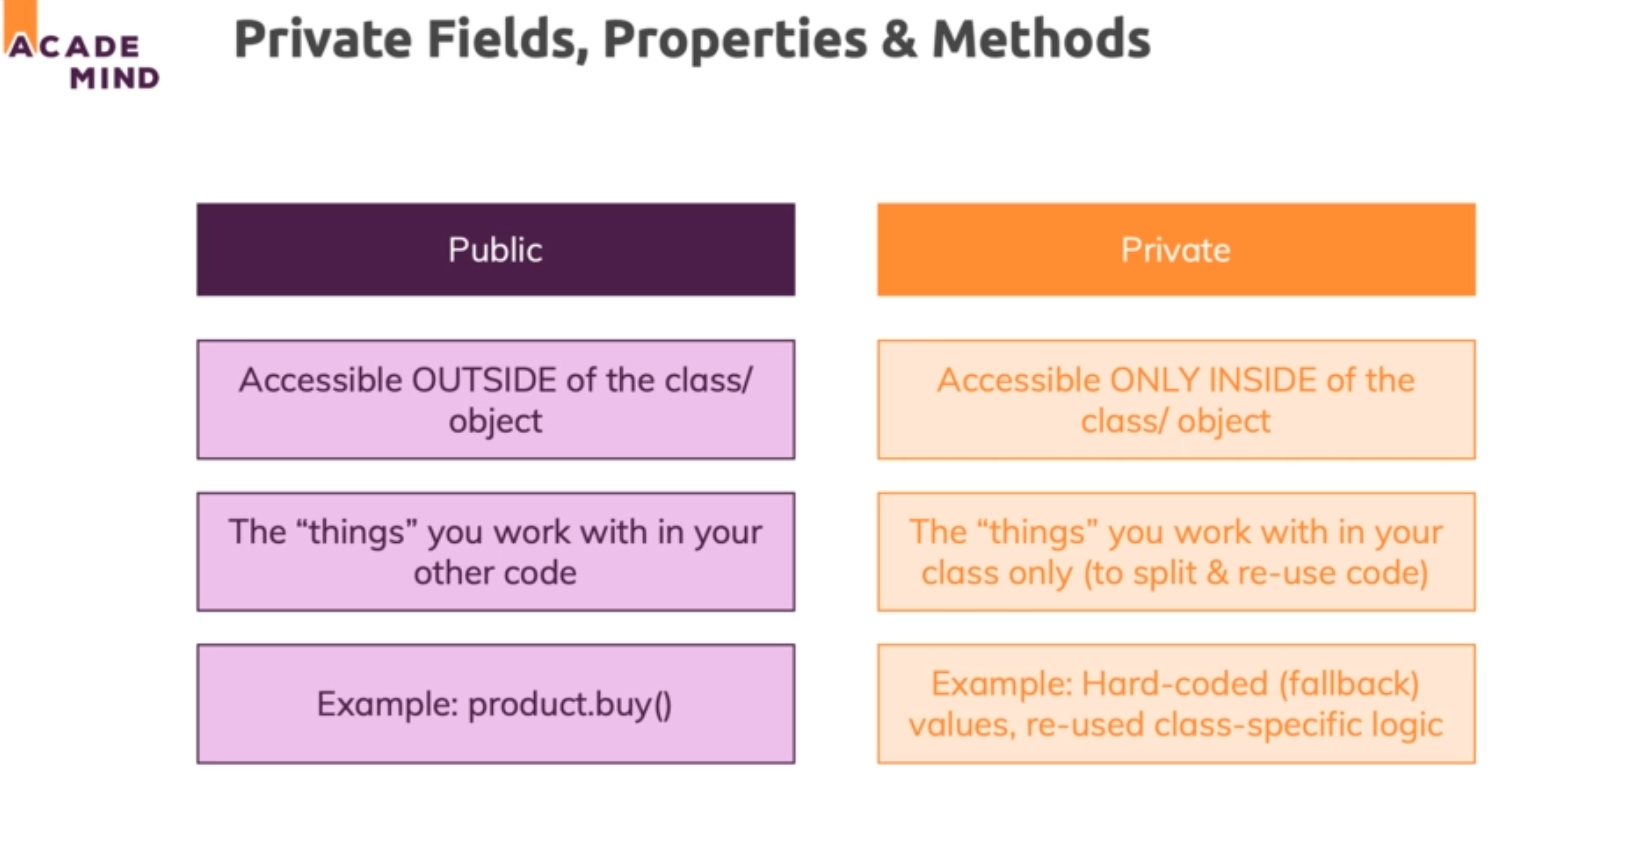 ACADE
MIND
Private Fields, Properties & Methods
Public
Private
Accessible OUTSIDE of the class/
object
Accessible ONLY INSIDE of the
class/ object
The “things” you work with in your
other code
The “things” you work with in your
class only (to split & re-use code)
Example: product.buy()
Example: Hard-coded (fallback)
values, re-used class-specific logic